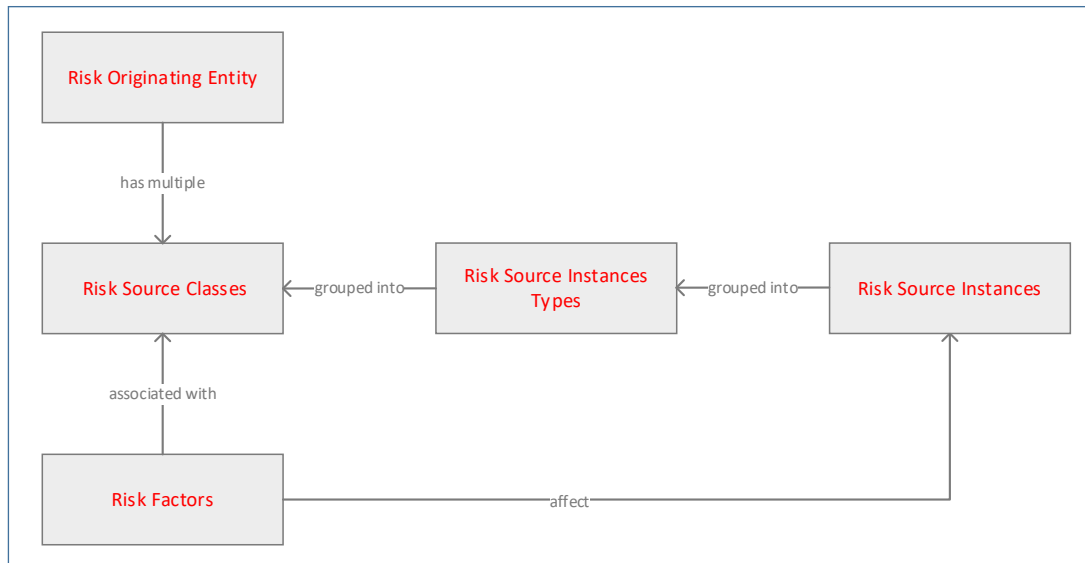 Risk Originating Entity
has multiple
Risk Source Classes
grouped into
Risk Source Instances
Types
grouped into
Risk Source Instances
associated with
Risk Factors
affect